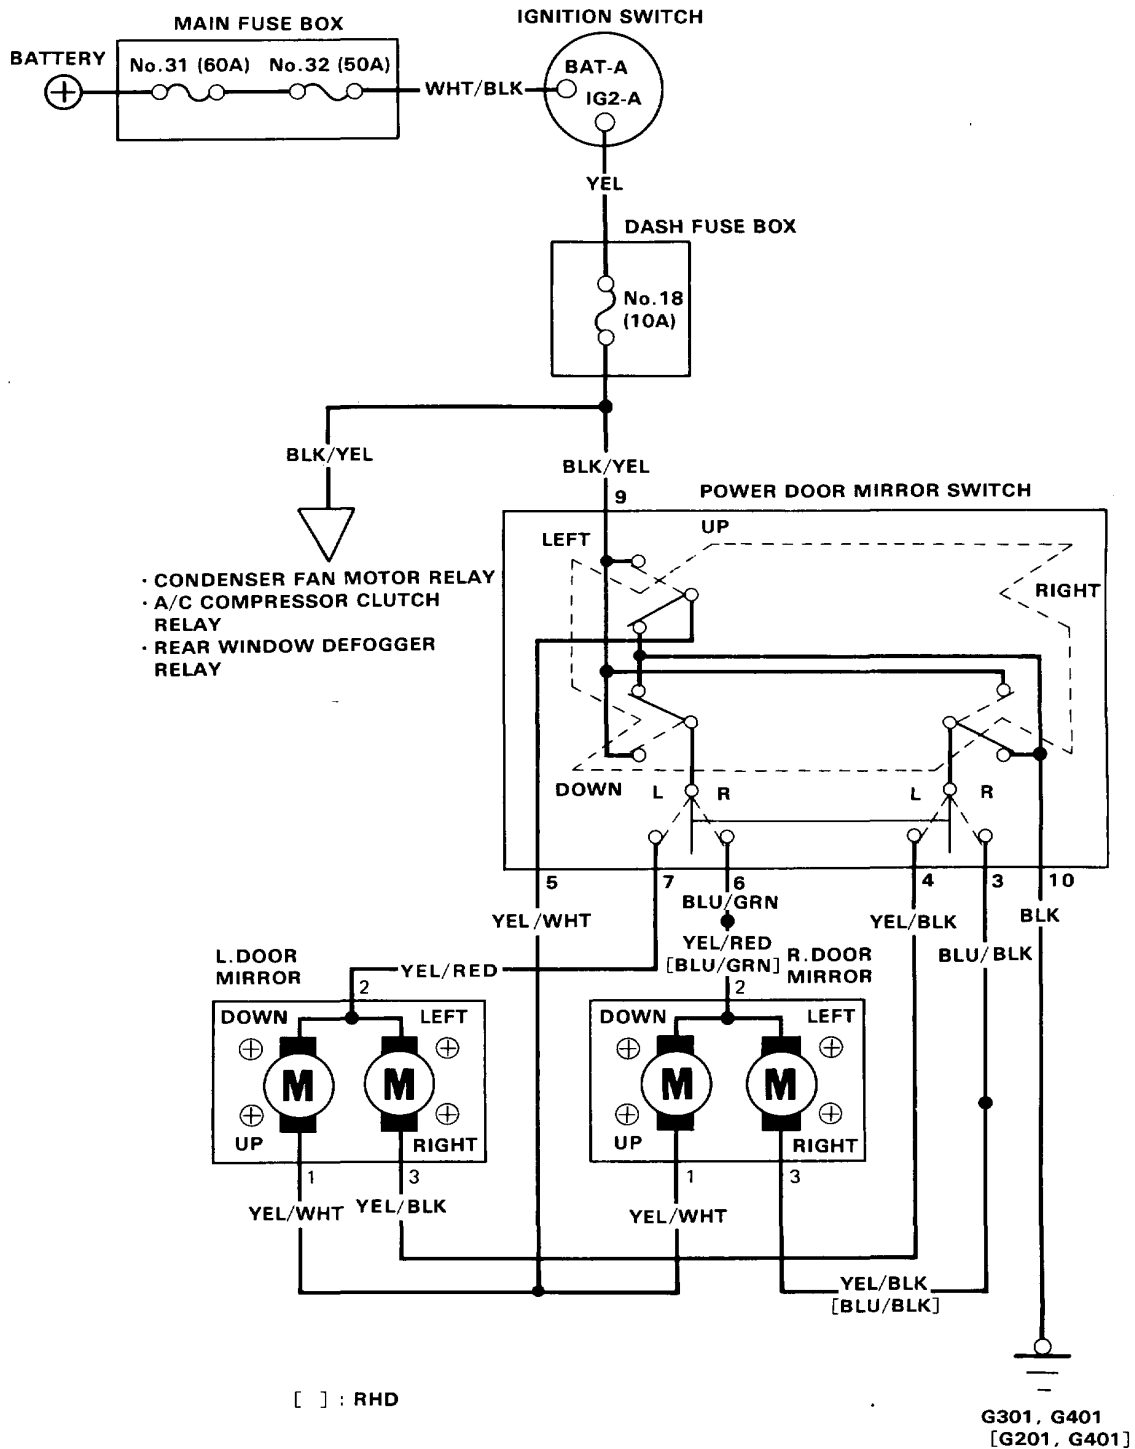 IGNITION SWITCH
MAIN FUSE BOX
BATTERY
No.31 (60A) No.32 (50A)
WHT/BLK
BAT-A
IG2-A
YEL
DASH FUSE BOX
No.18
(10A)
BLK/YEL
BLK/YEL
9
POWER DOOR MIRROR SWITCH
· CONDENSER FAN MOTOR RELAY
· A/C COMPRESSOR CLUTCH
RELAY
· REAR WINDOW DEFOGGER
RELAY
UP
LEFT
RIGHT
DOWN
L R
L R
5 7 6 4 3 10
YEL/WHT
BLU/GRN
YEL/BLK
BLK
YEL/RED
[BLU/GRN]
BLU/BLK
L.DOOR
MIRROR
YEL/RED
2
R.DOOR
MIRROR
2
DOWN LEFT
M M
UP RIGHT
1 3
DOWN LEFT
M M
UP RIGHT
1 3
YEL/WHT YEL/BLK
YEL/WHT
YEL/BLK
[BLU/BLK]
[ ] : RHD
G301, G401
[G201, G401]